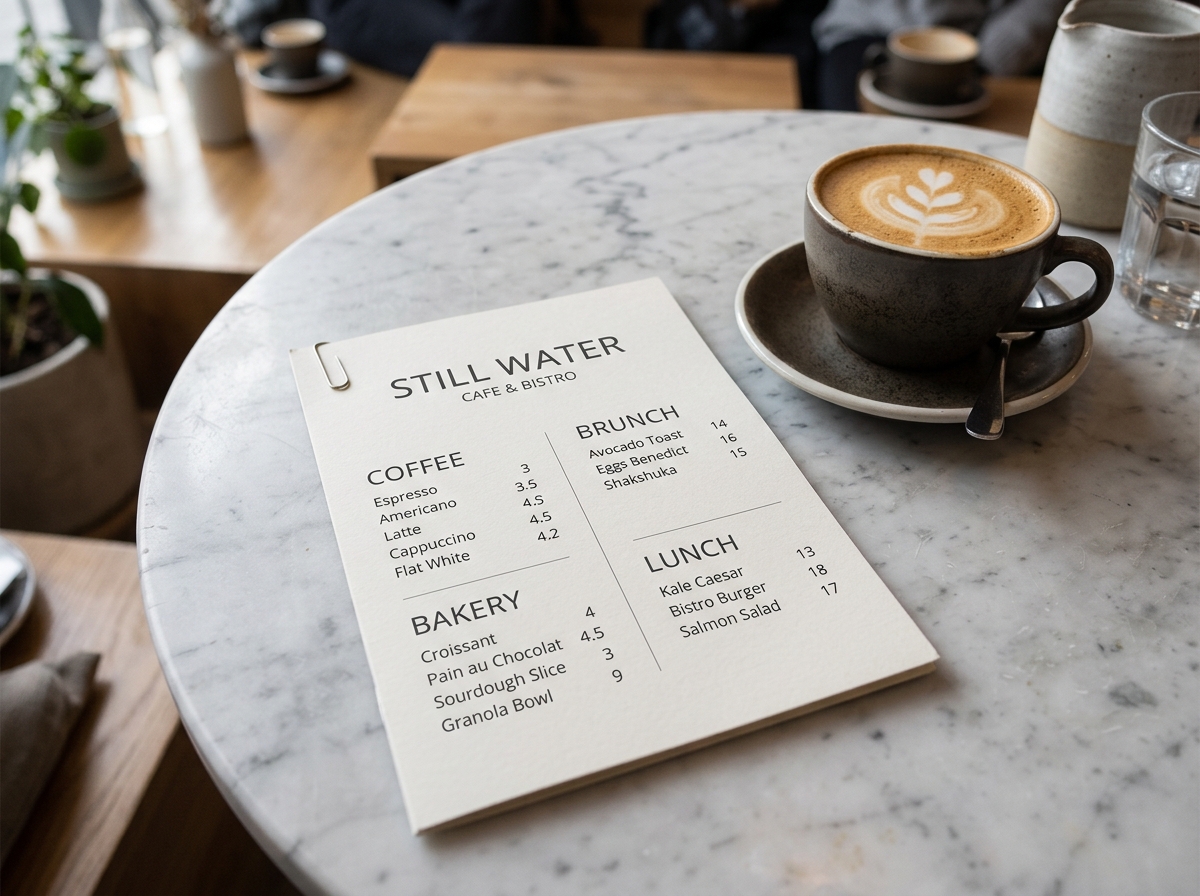 STILL WATER
CAFE & BISTRO
COFFEE
Espresso 3
Americano 3.5
Latte 4.5
Cappuccino 4.5
Flat White 4.2
BAKERY
Croissant 4
Pain au Chocolat 4.5
Sourdough Slice 3
Granola Bowl 9
BRUNCH
Avocado Toast 14
Eggs Benedict 16
Shakshuka 15
LUNCH
Kale Caesar 13
Bistro Burger 18
Salmon Salad 17